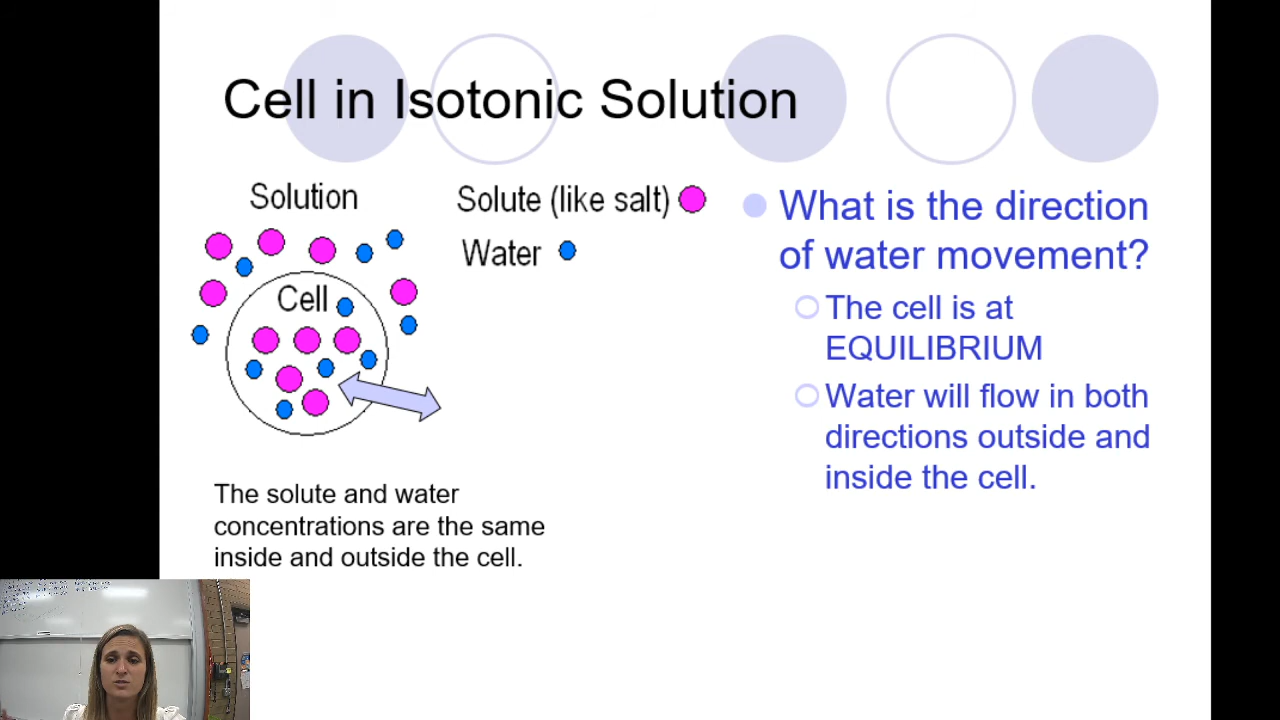 Cell in Isotonic Solution
Solution
Solute (like salt)
Water
Cell
The solute and water
concentrations are the same
inside and outside the cell.
What is the direction
of water movement?
The cell is at
EQUILIBRIUM
Water will flow in both
directions outside and
inside the cell.